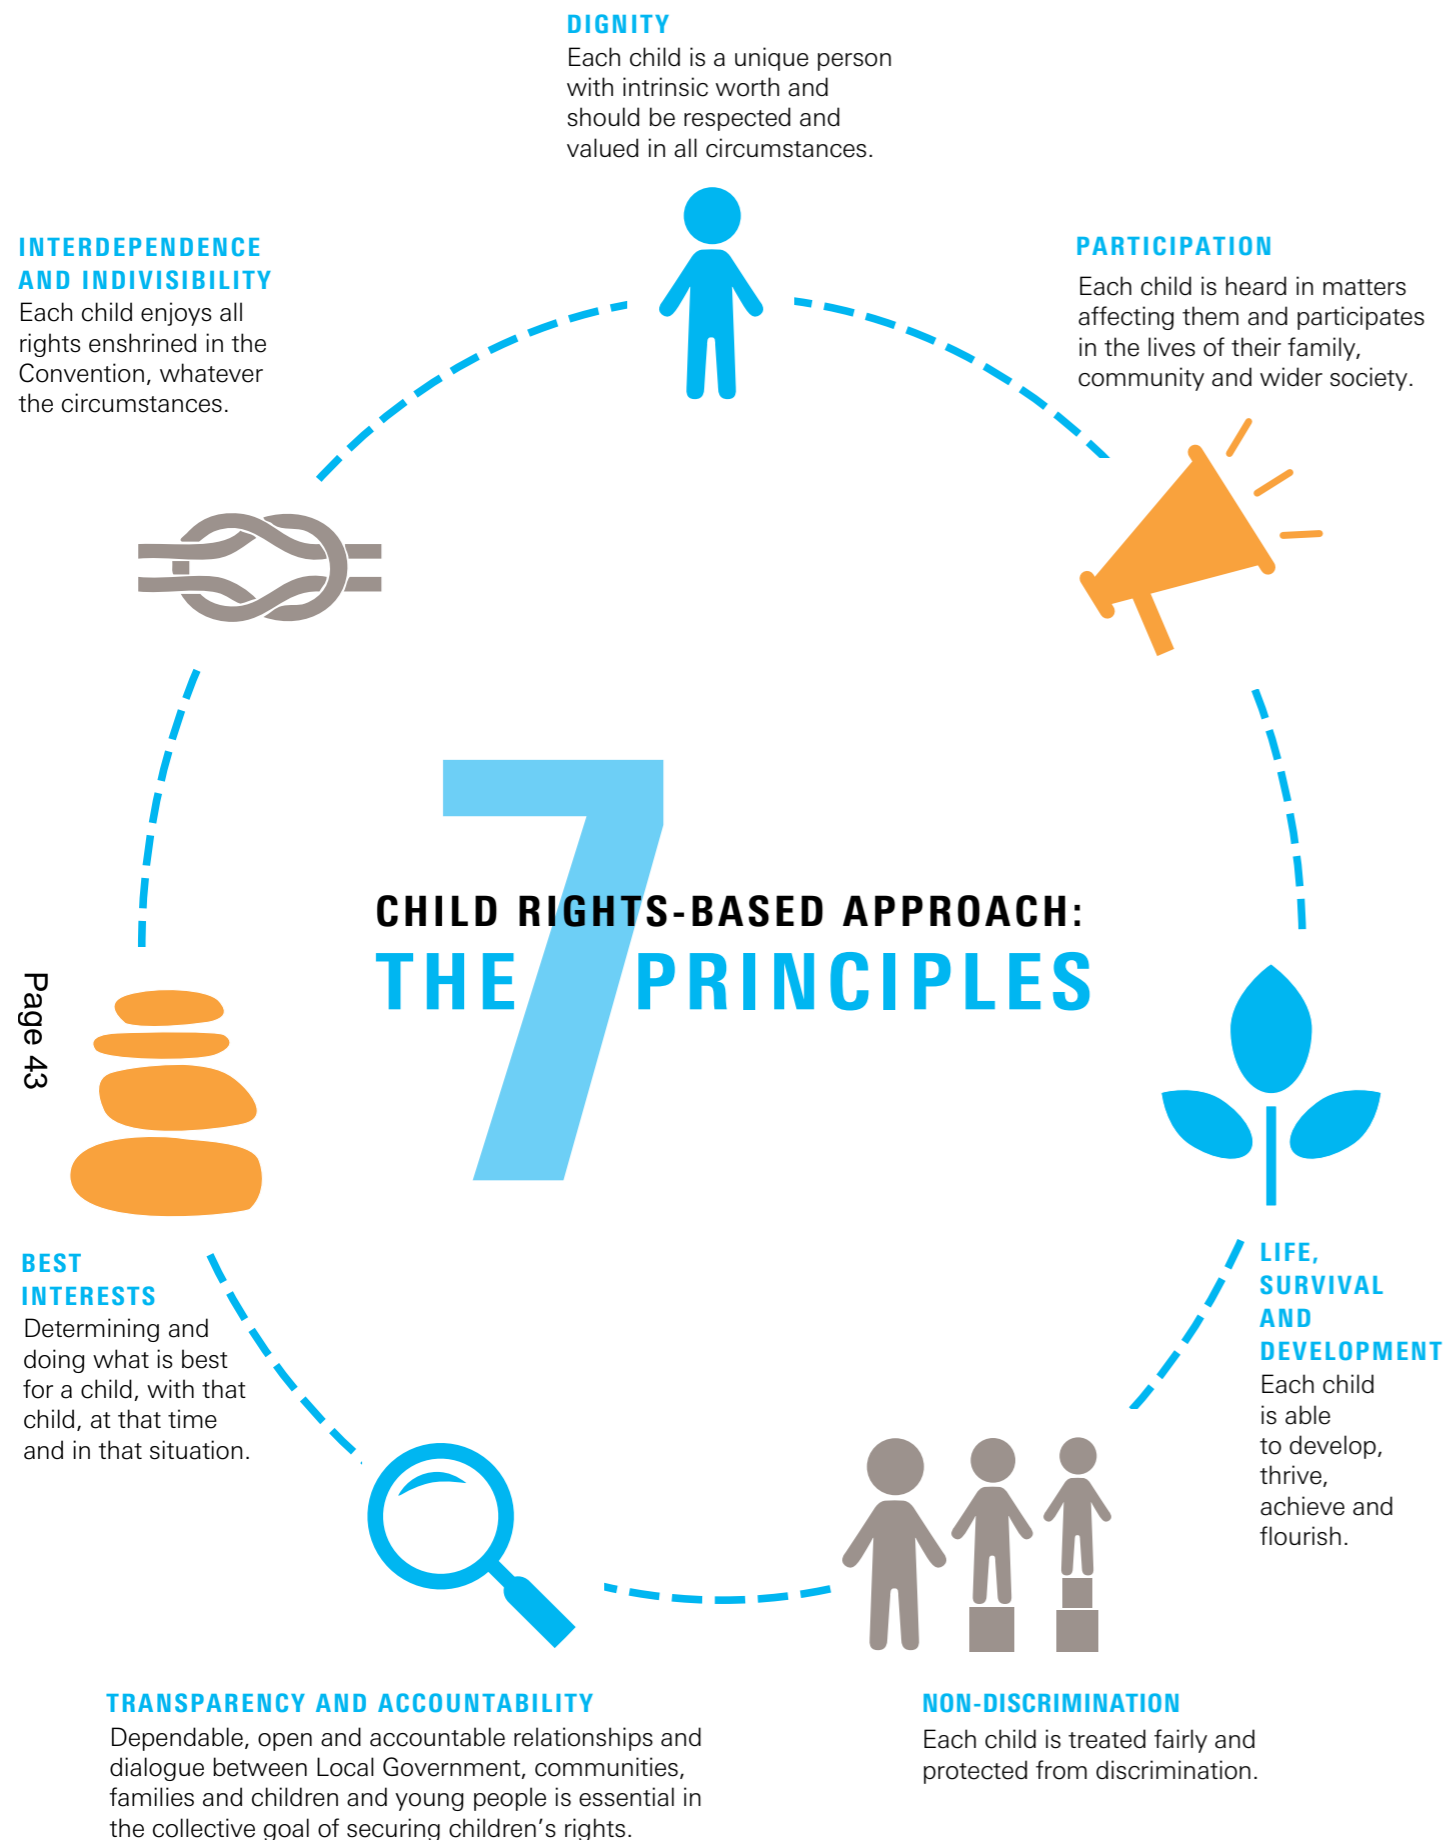 DIGNITY
Each child is a unique person
with intrinsic worth and
should be respected and
valued in all circumstances.
INTERDEPENDENCE
AND INDIVISIBILITY
Each child enjoys all
rights enshrined in the
Convention, whatever
the circumstances.
PARTICIPATION
Each child is heard in matters
affecting them and participates
in the lives of their family,
community and wider society.
7
CHILD RIGHTS-BASED APPROACH:
THE PRINCIPLES
Page 43
BEST
INTERESTS
Determining and
doing what is best
for a child, with that
child, at that time
and in that situation.
LIFE,
SURVIVAL
AND
DEVELOPMENT
Each child
is able
to develop,
thrive,
achieve and
flourish.
TRANSPARENCY AND ACCOUNTABILITY
Dependable, open and accountable relationships and
dialogue between Local Government, communities,
families and children and young people is essential in
the collective goal of securing children's rights.
NON-DISCRIMINATION
Each child is treated fairly and
protected from discrimination.